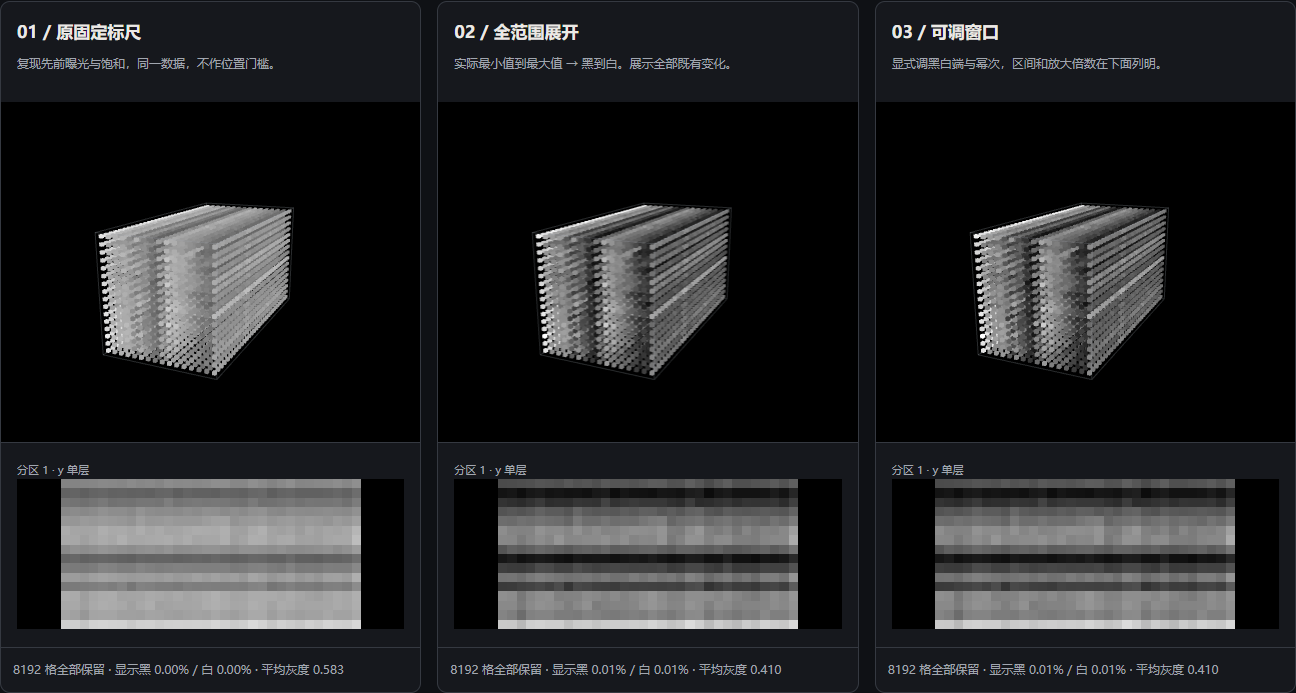 01 / 原固定标尺
复现先前曝光与饱和，同一数据，不作位置门槛。
02 / 全范围展开
实际最小值到最大值 → 黑到白。展示全部既有变化。
03 / 可调窗口
显式调黑白端与幂次，区间和放大倍数在下面列明。
分区 1 · y 单层
分区 1 · y 单层
分区 1 · y 单层
8192 格全部保留 · 显示黑 0.00% / 白 0.00% · 平均灰度 0.583
8192 格全部保留 · 显示黑 0.01% / 白 0.01% · 平均灰度 0.410
8192 格全部保留 · 显示黑 0.01% / 白 0.01% · 平均灰度 0.410